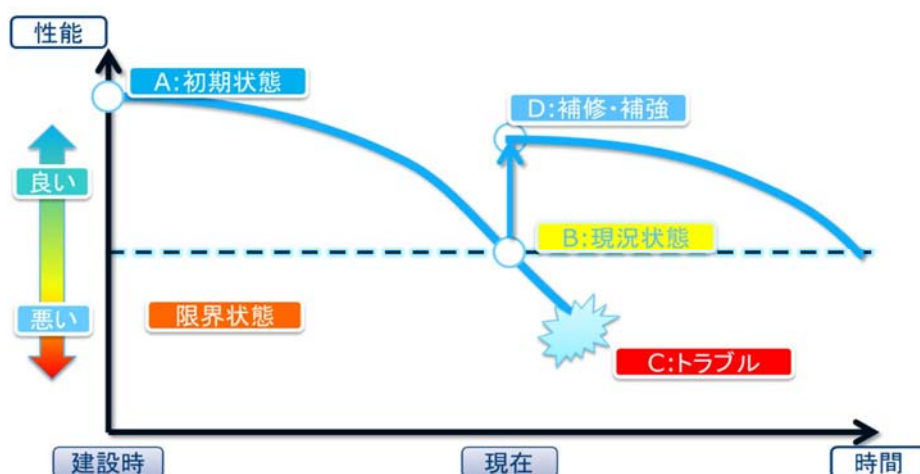 性能
A:初期状態
D:補修・補強
良い
B:現況状態
悪い
限界状態
C:トラブル
建設時
現在
時間